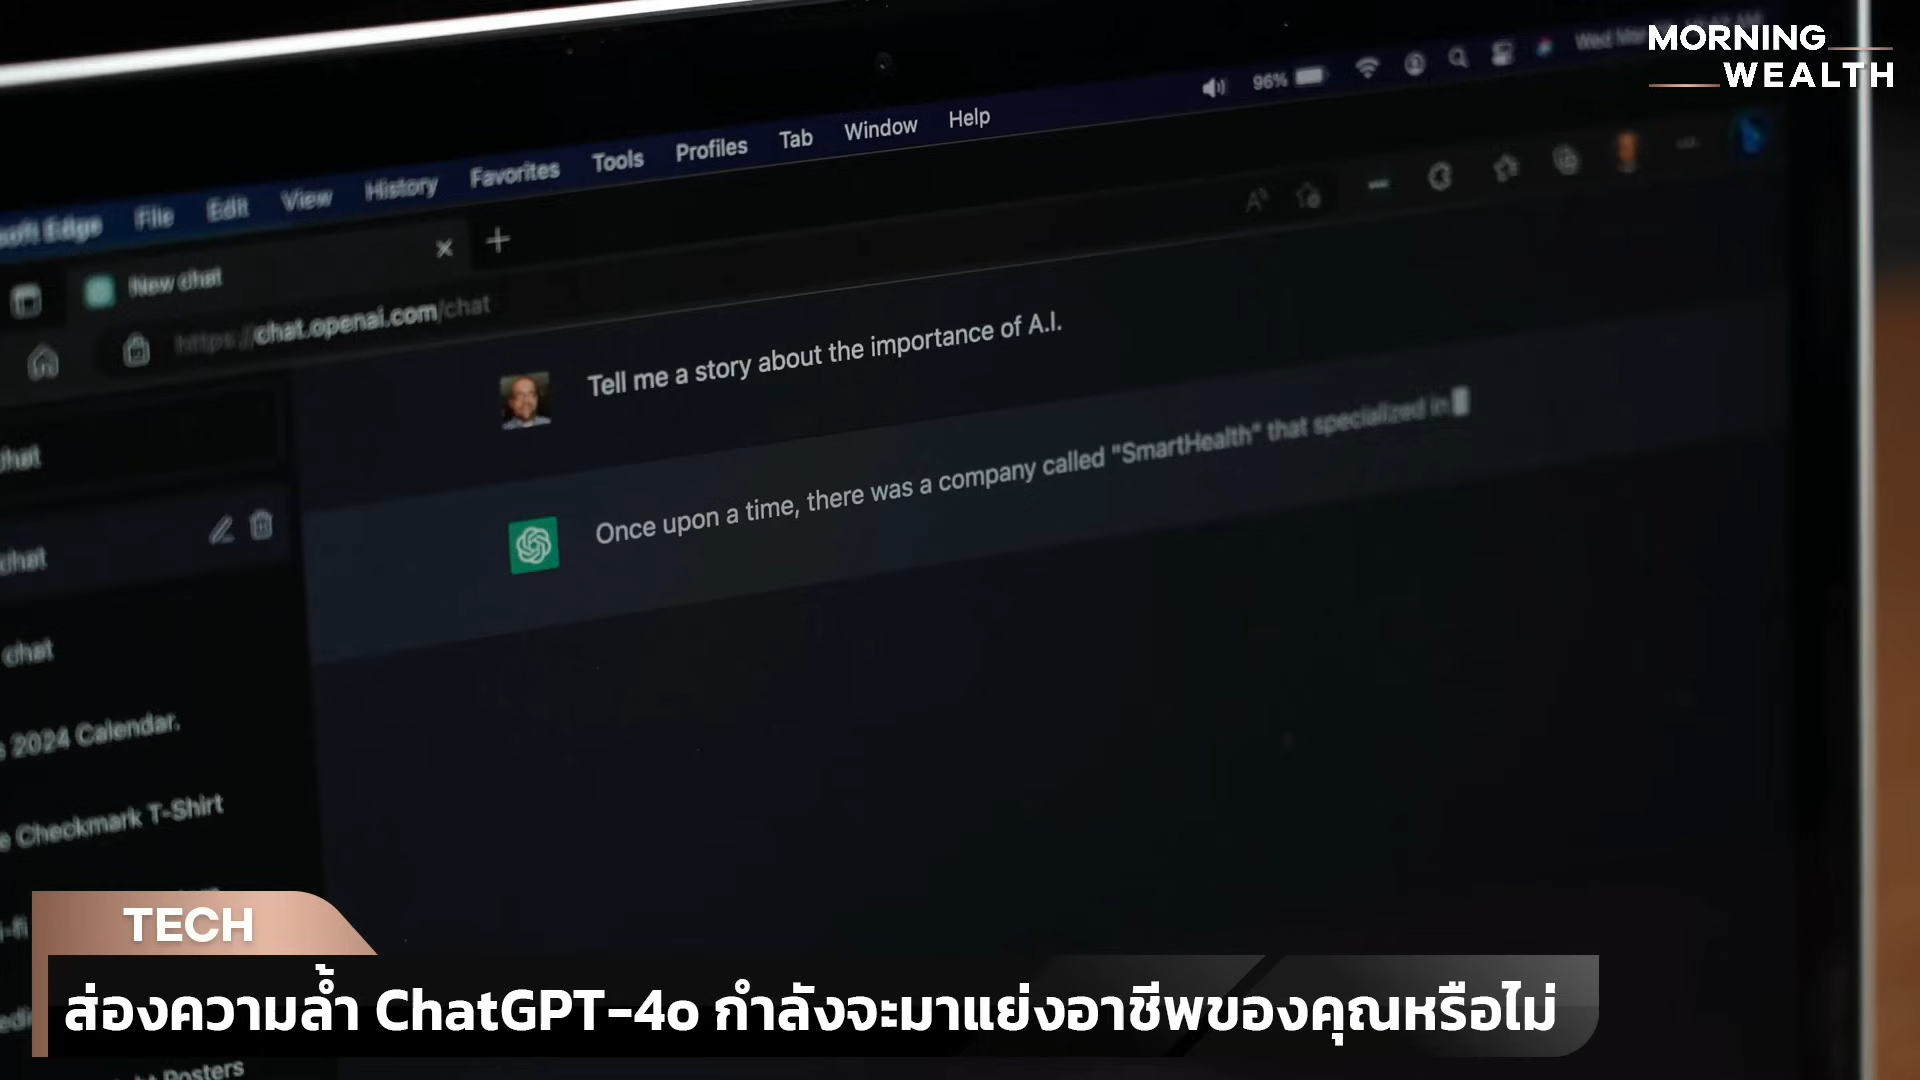 MORNING
WEALTH
96%
Wed
File Edit View History Favorites Tools Profiles Tab Window Help
Edge
New chat
https://chat.openai.com/chat
Tell me a story about the importance of A.I.
Once upon a time, there was a company called "SmartHealth" that specialized in
chat
chat
chat
2024 Calendar.
Checkmark T-Shirt
Posters
TECH
ส่องความล้ำ ChatGPT-4o กำลังจะมาแย่งอาชีพของคุณหรือไม่